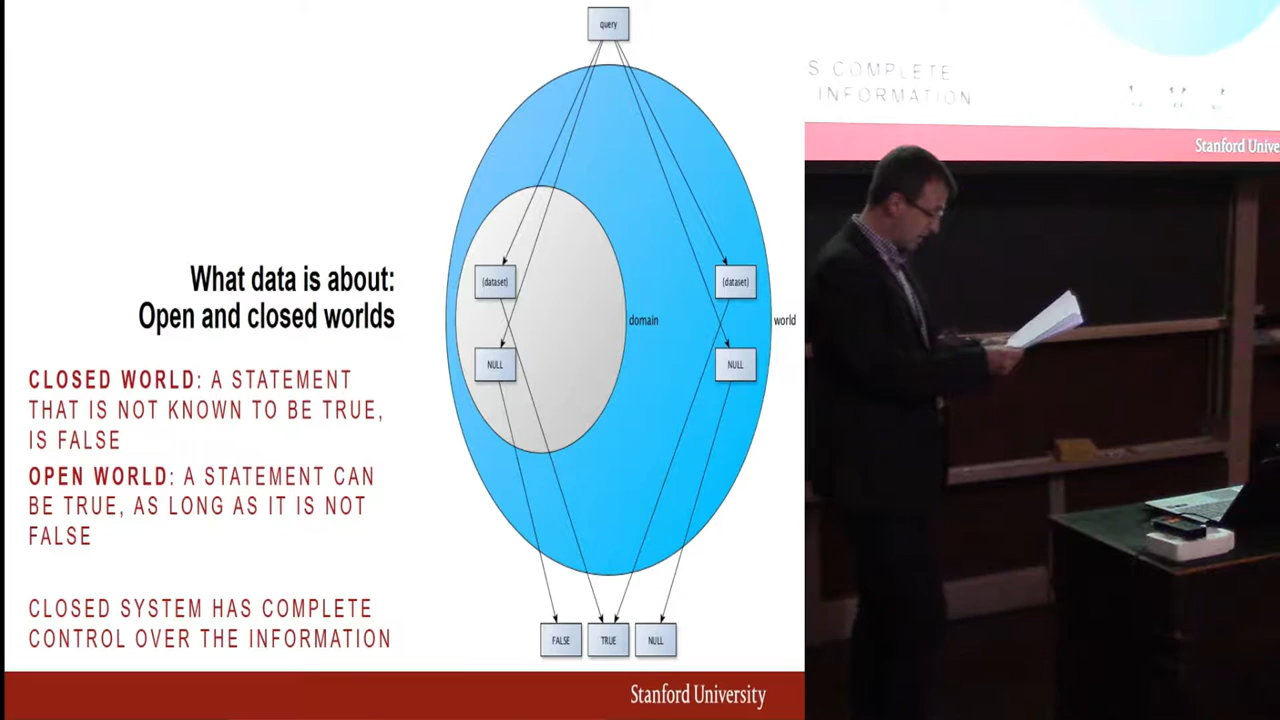 query
What data is about:
Open and closed worlds
CLOSED WORLD: A STATEMENT
THAT IS NOT KNOWN TO BE TRUE,
IS FALSE
OPEN WORLD: A STATEMENT CAN
BE TRUE, AS LONG AS IT IS NOT
FALSE
CLOSED SYSTEM HAS COMPLETE
CONTROL OVER THE INFORMATION
{dataset}
{dataset}
domain
world
NULL
NULL
FALSE
TRUE
NULL
Stanford University
S COMPLETE
INFORMATION
Stanford Unive